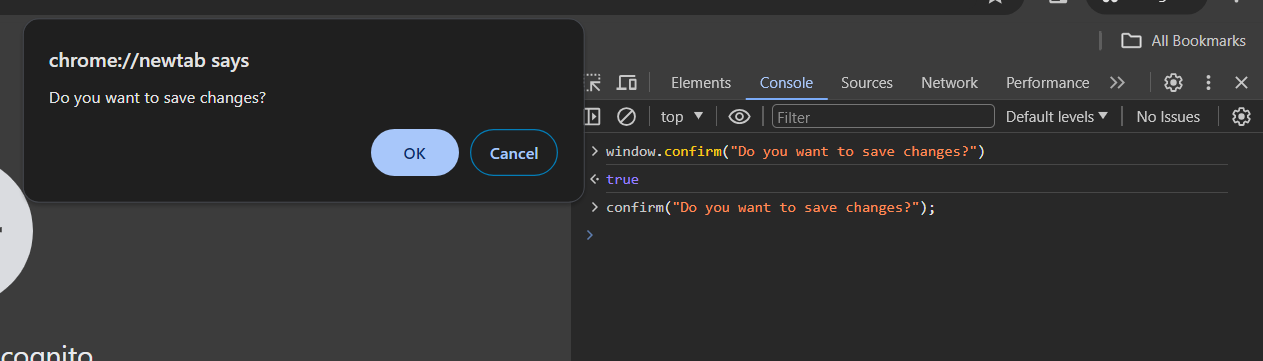 All Bookmarks
chrome://newtab says
Do you want to save changes?
OK
Cancel
Elements
Console
Sources
Network
Performance
top
Filter
Default levels
No Issues
window.confirm("Do you want to save changes?")
true
confirm("Do you want to save changes?");
cognito